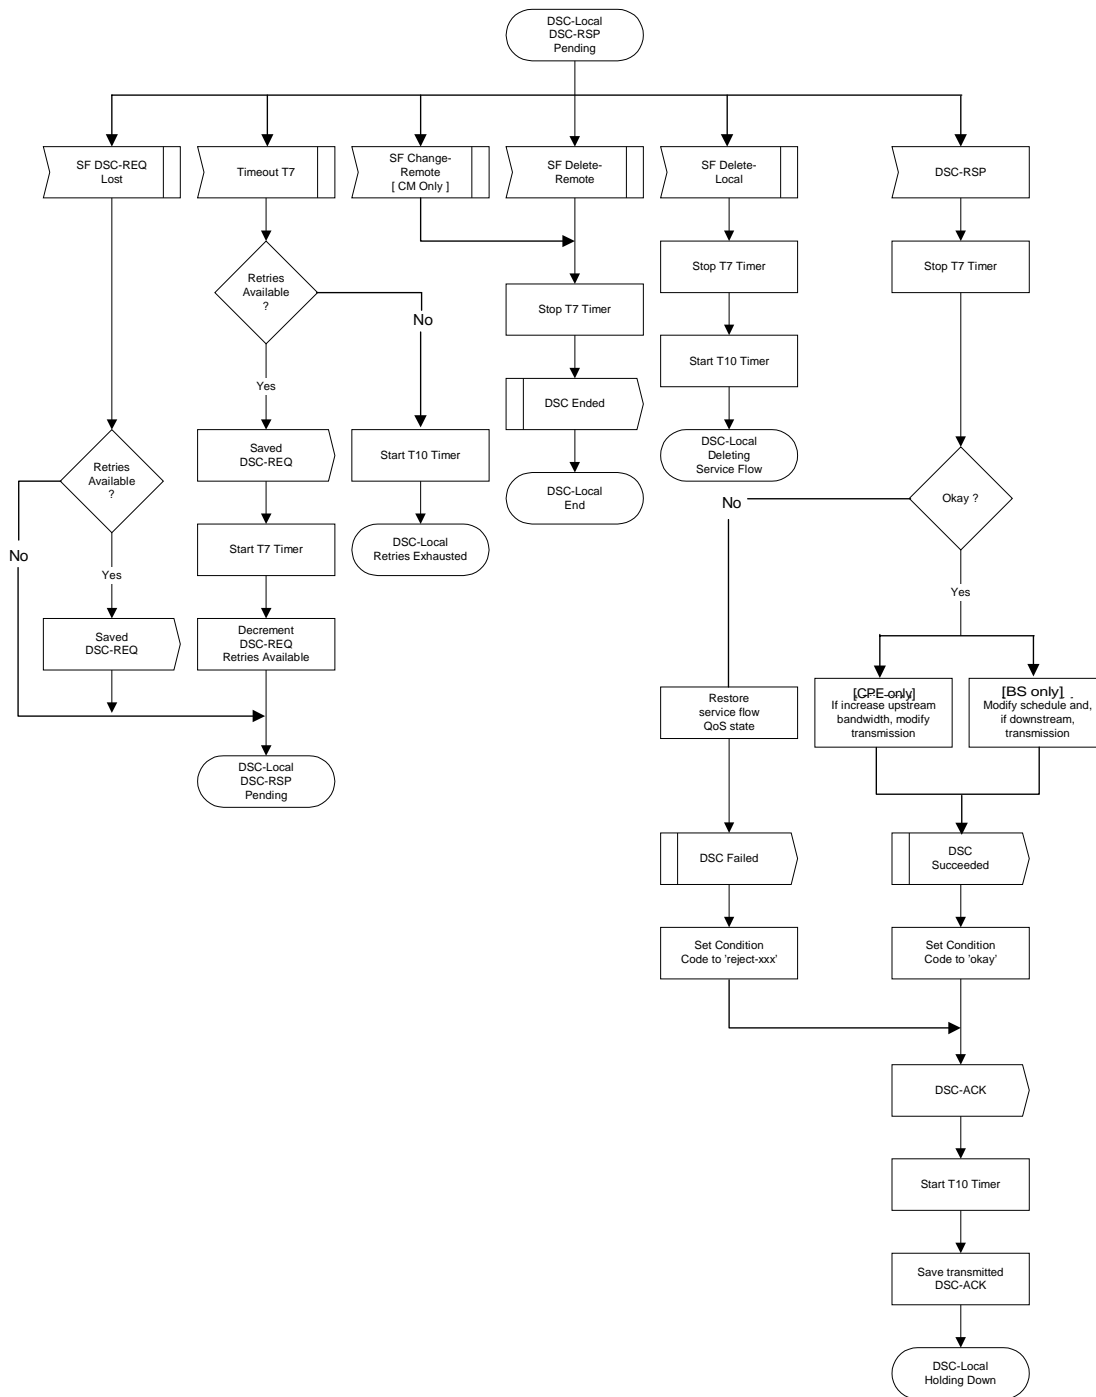 DSC-Local
DSC-RSP
Pending
SF DSC-REQ
Lost
Timeout T7
SF Change-
Remote
[ CM Only ]
SF Delete-
Remote
SF Delete-
Local
DSC-RSP
Retries
Available
?
No
Yes
Stop T7 Timer
Stop T7 Timer
Stop T7 Timer
Start T10 Timer
DSC Ended
DSC-Local
Deleting
Service Flow
DSC-Local
End
Retries
Available
?
No
Yes
Saved
DSC-REQ
Saved
DSC-REQ
Start T7 Timer
Decrement
DSC-REQ
Retries Available
Start T10 Timer
DSC-Local
Retries Exhausted
DSC-Local
DSC-RSP
Pending
Okay ?
No
Yes
Restore
service flow
QoS state
[CPE only]
If increase upstream
bandwidth, modify
transmission
[BS only]
Modify schedule and,
if downstream,
transmission
DSC Failed
DSC
Succeeded
Set Condition
Code to 'reject-xxx'
Set Condition
Code to 'okay'
DSC-ACK
Start T10 Timer
Save transmitted
DSC-ACK
DSC-Local
Holding Down